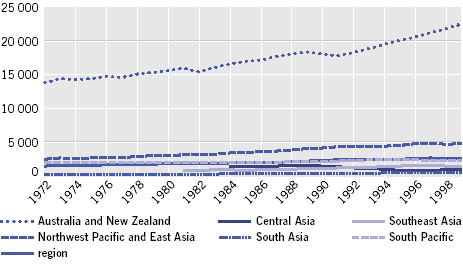 25 000
20 000
15 000
10 000
5 000
0
1972 1974 1976 1978 1980 1982 1984 1986 1988 1990 1992 1994 1996 1998
Australia and New Zealand Central Asia Southeast Asia
Northwest Pacific and East Asia South Asia South Pacific
region